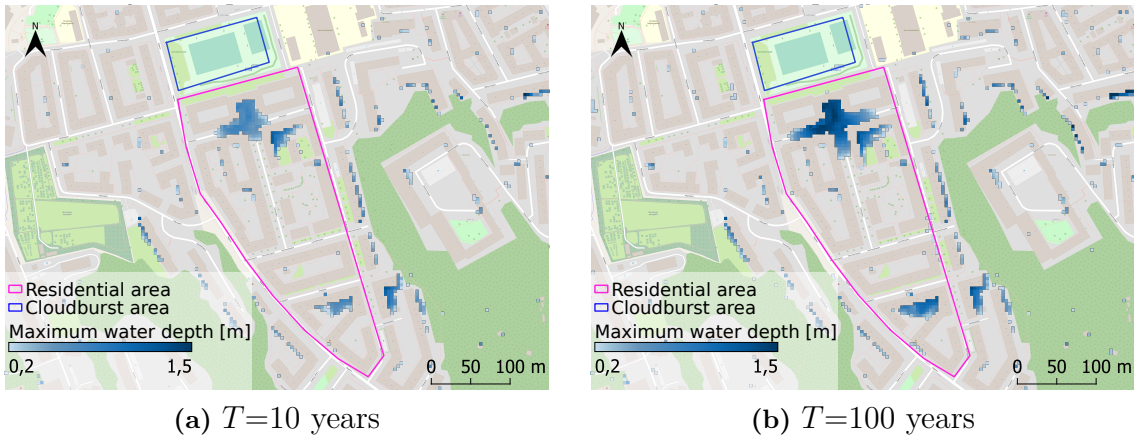 N
Residential area
Cloudburst area
Maximum water depth [m]
0,2 1,5
0 50 100 m
(a) T=10 years
N
Residential area
Cloudburst area
Maximum water depth [m]
0,2 1,5
0 50 100 m
(b) T=100 years